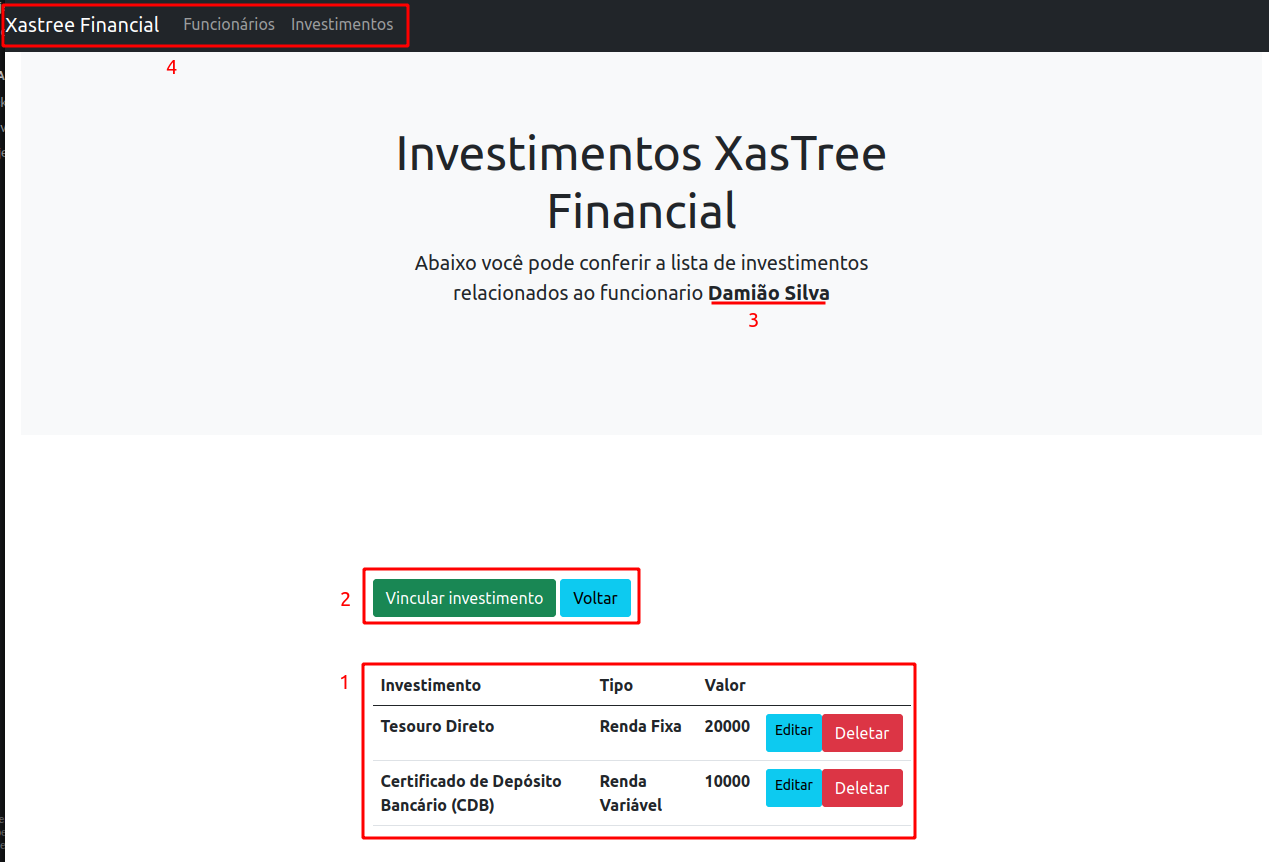 Xastree Financial Funcionários Investimentos
4
Investimentos XasTree
Financial
Abaixo você pode conferir a lista de investimentos
relacionados ao funcionario Damião Silva
3
2 Vincular investimento Voltar
1
Investimento Tipo Valor
Tesouro Direto Renda Fixa 20000 Editar Deletar
Certificado de Depósito Renda 10000 Editar Deletar
Bancário (CDB) Variável